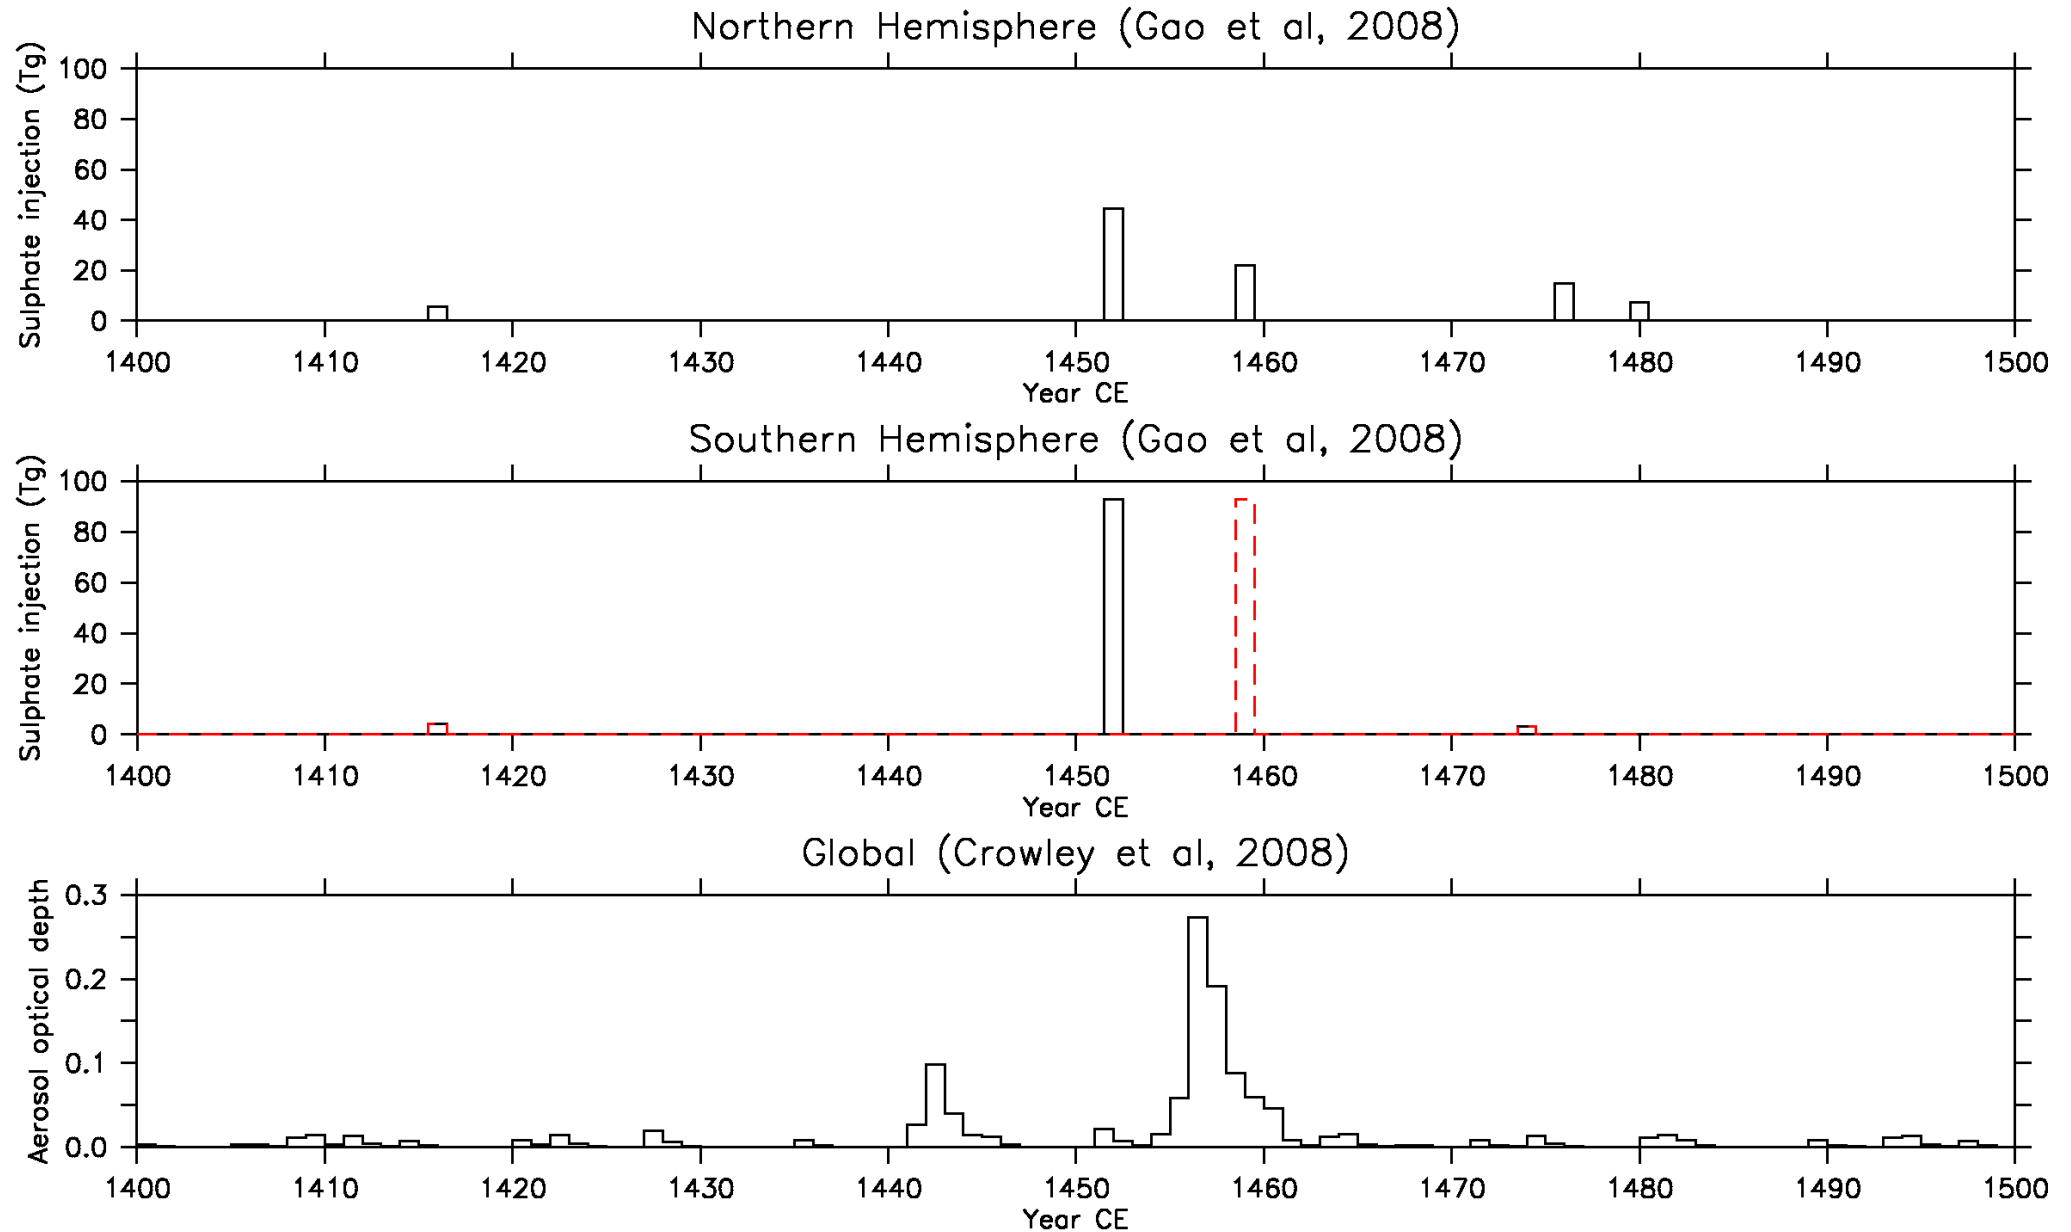 Northern Hemisphere (Gao et al, 2008)
Sulphate injection (Tg)
100
80
60
40
20
0
1400 1410 1420 1430 1440 1450 1460 1470 1480 1490 1500
Year CE
Southern Hemisphere (Gao et al, 2008)
Sulphate injection (Tg)
100
80
60
40
20
0
1400 1410 1420 1430 1440 1450 1460 1470 1480 1490 1500
Year CE
Global (Crowley et al, 2008)
Aerosol optical depth
0.3
0.2
0.1
0.0
1400 1410 1420 1430 1440 1450 1460 1470 1480 1490 1500
Year CE